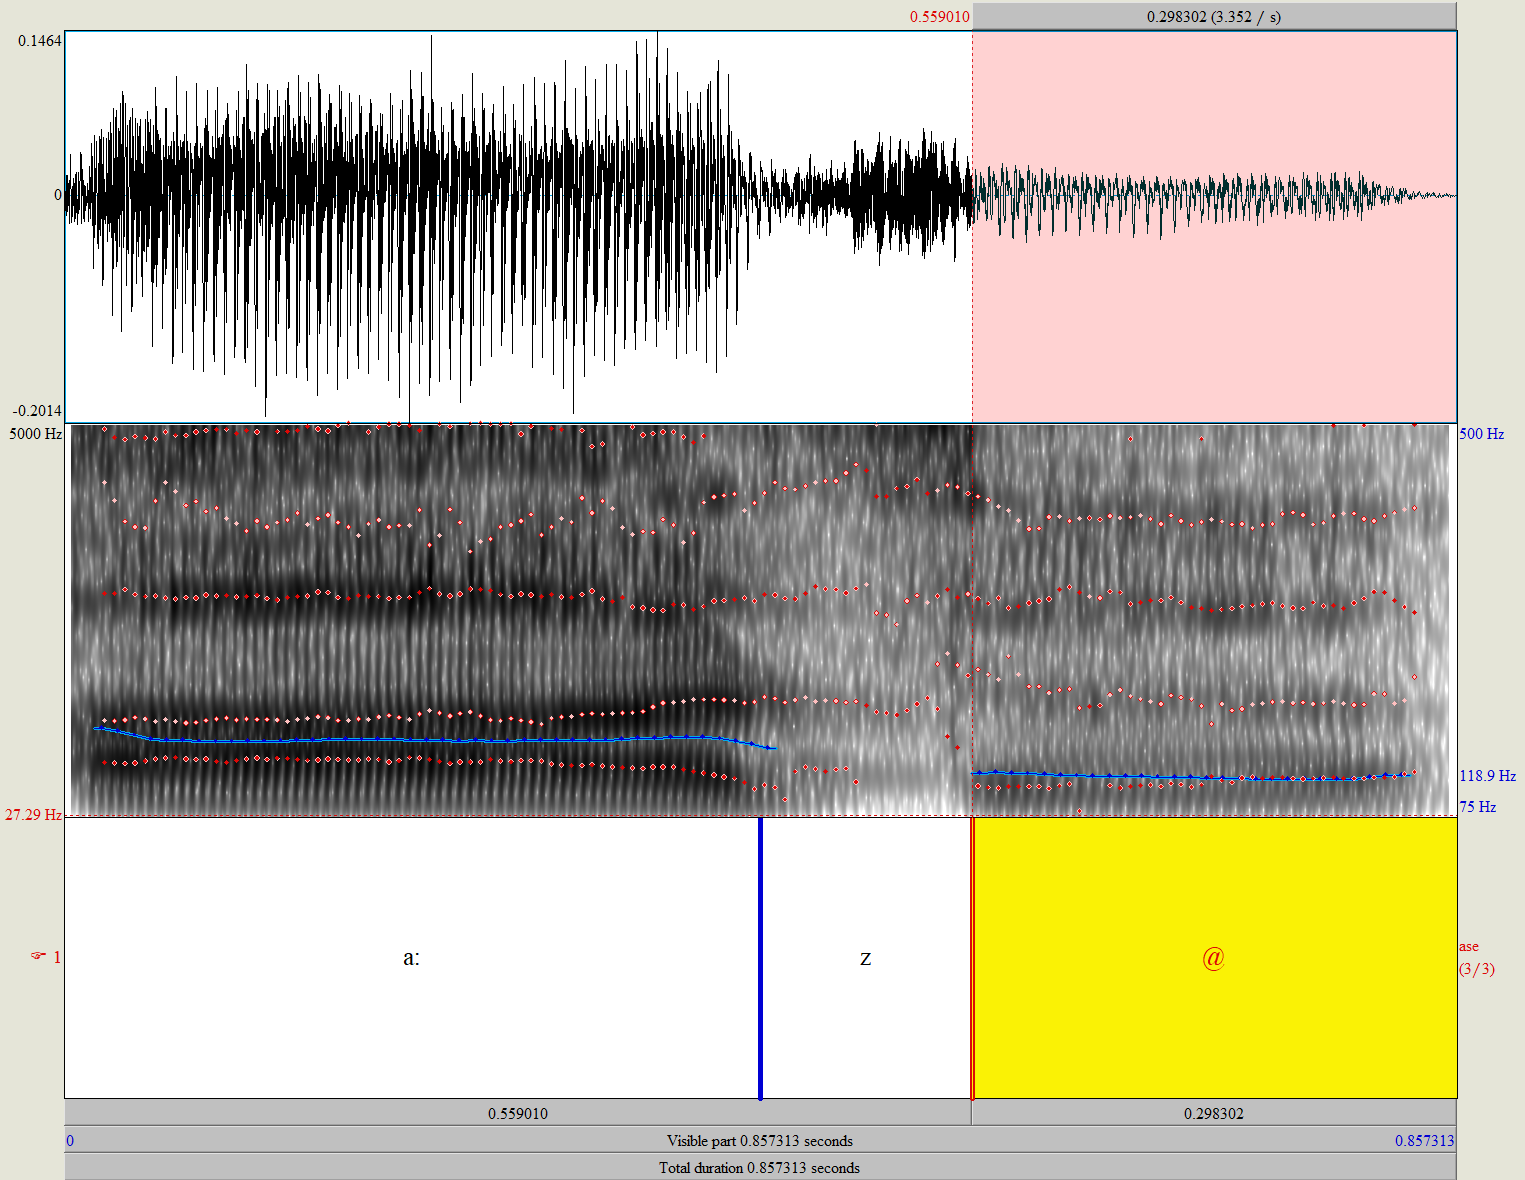 0.559010 0.298302 (3.352 / s)
0.1464
0
-0.2014
5000 Hz 500 Hz
118.9 Hz
27.29 Hz 75 Hz
☞ 1 a: z @ ase
(3/3)
0.559010 0.298302
0 Visible part 0.857313 seconds 0.857313
Total duration 0.857313 seconds